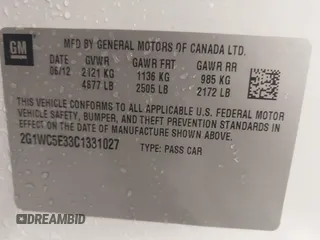 GM
MFD BY GENERAL MOTORS OF CANADA LTD.
DATE GVWR GAWR FRT GAWR RR
06/12 2121 KG 1136 KG 985 KG
4677 LB 2505 LB 2172 LB
THIS VEHICLE CONFORMS TO ALL APPLICABLE U.S. FEDERAL MOTOR
VEHICLE SAFETY, BUMPER, AND THEFT PREVENTION STANDARDS
IN EFFECT ON THE DATE OF MANUFACTURE SHOWN ABOVE.
2G1WC5E33C1331027 TYPE: PASS CAR
DREAMBID